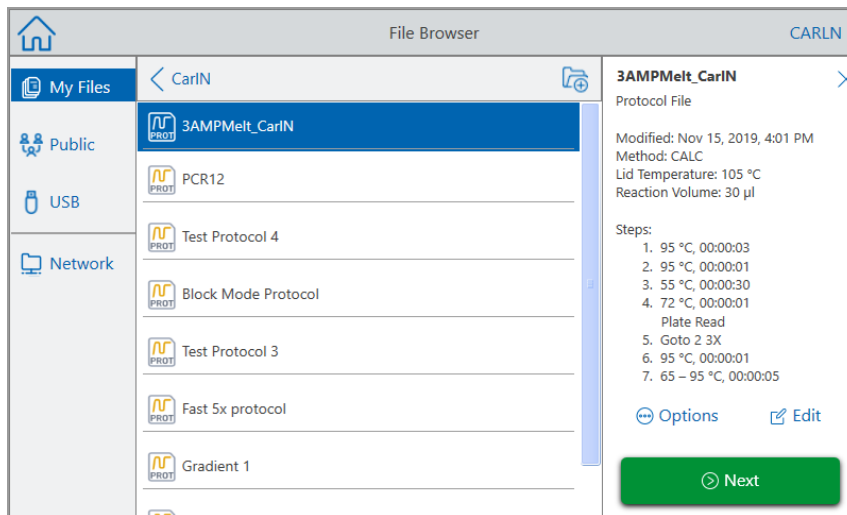 File Browser
CARLN
My Files
Public
USB
Network
CarlN
PROT 3AMPMelt_CarlN
PROT PCR12
PROT Test Protocol 4
PROT Block Mode Protocol
PROT Test Protocol 3
PROT Fast 5x protocol
PROT Gradient 1
3AMPMelt_CarlN
Protocol File
Modified: Nov 15, 2019, 4:01 PM
Method: CALC
Lid Temperature: 105 °C
Reaction Volume: 30 µl
Steps:
1. 95 °C, 00:00:03
2. 95 °C, 00:00:01
3. 55 °C, 00:00:30
4. 72 °C, 00:00:01
Plate Read
5. Goto 2 3X
6. 95 °C, 00:00:01
7. 65 – 95 °C, 00:00:05
Options
Edit
Next